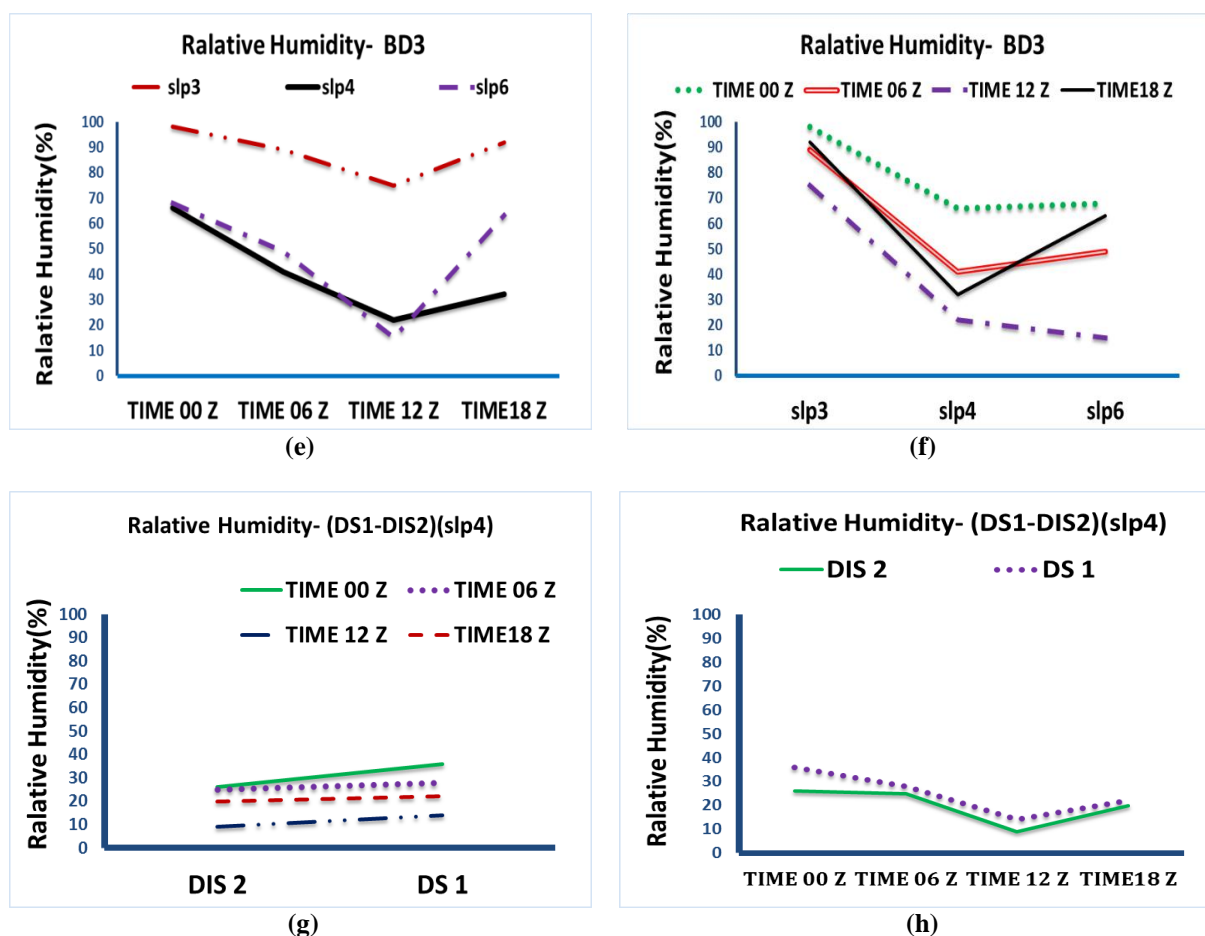 Ralative Humidity- BD3
slp3 slp4 slp6
Ralative Humidity(%)
100
90
80
70
60
50
40
30
20
10
0
TIME 00 Z TIME 06 Z TIME 12 Z TIME18 Z
(e)
Ralative Humidity- BD3
TIME 00 Z TIME 06 Z TIME 12 Z TIME18 Z
Ralative Humidity(%)
100
90
80
70
60
50
40
30
20
10
0
slp3 slp4 slp6
(f)
Ralative Humidity- (DS1-DIS2)(slp4)
TIME 00 Z TIME 06 Z
TIME 12 Z TIME18 Z
Ralative Humidity(%)
100
90
80
70
60
50
40
30
20
10
0
DIS 2 DS 1
(g)
Ralative Humidity- (DS1-DIS2)(slp4)
DIS 2 DS 1
Ralative Humidity(%)
100
90
80
70
60
50
40
30
20
10
0
TIME 00 Z TIME 06 Z TIME 12 Z TIME18 Z
(h)